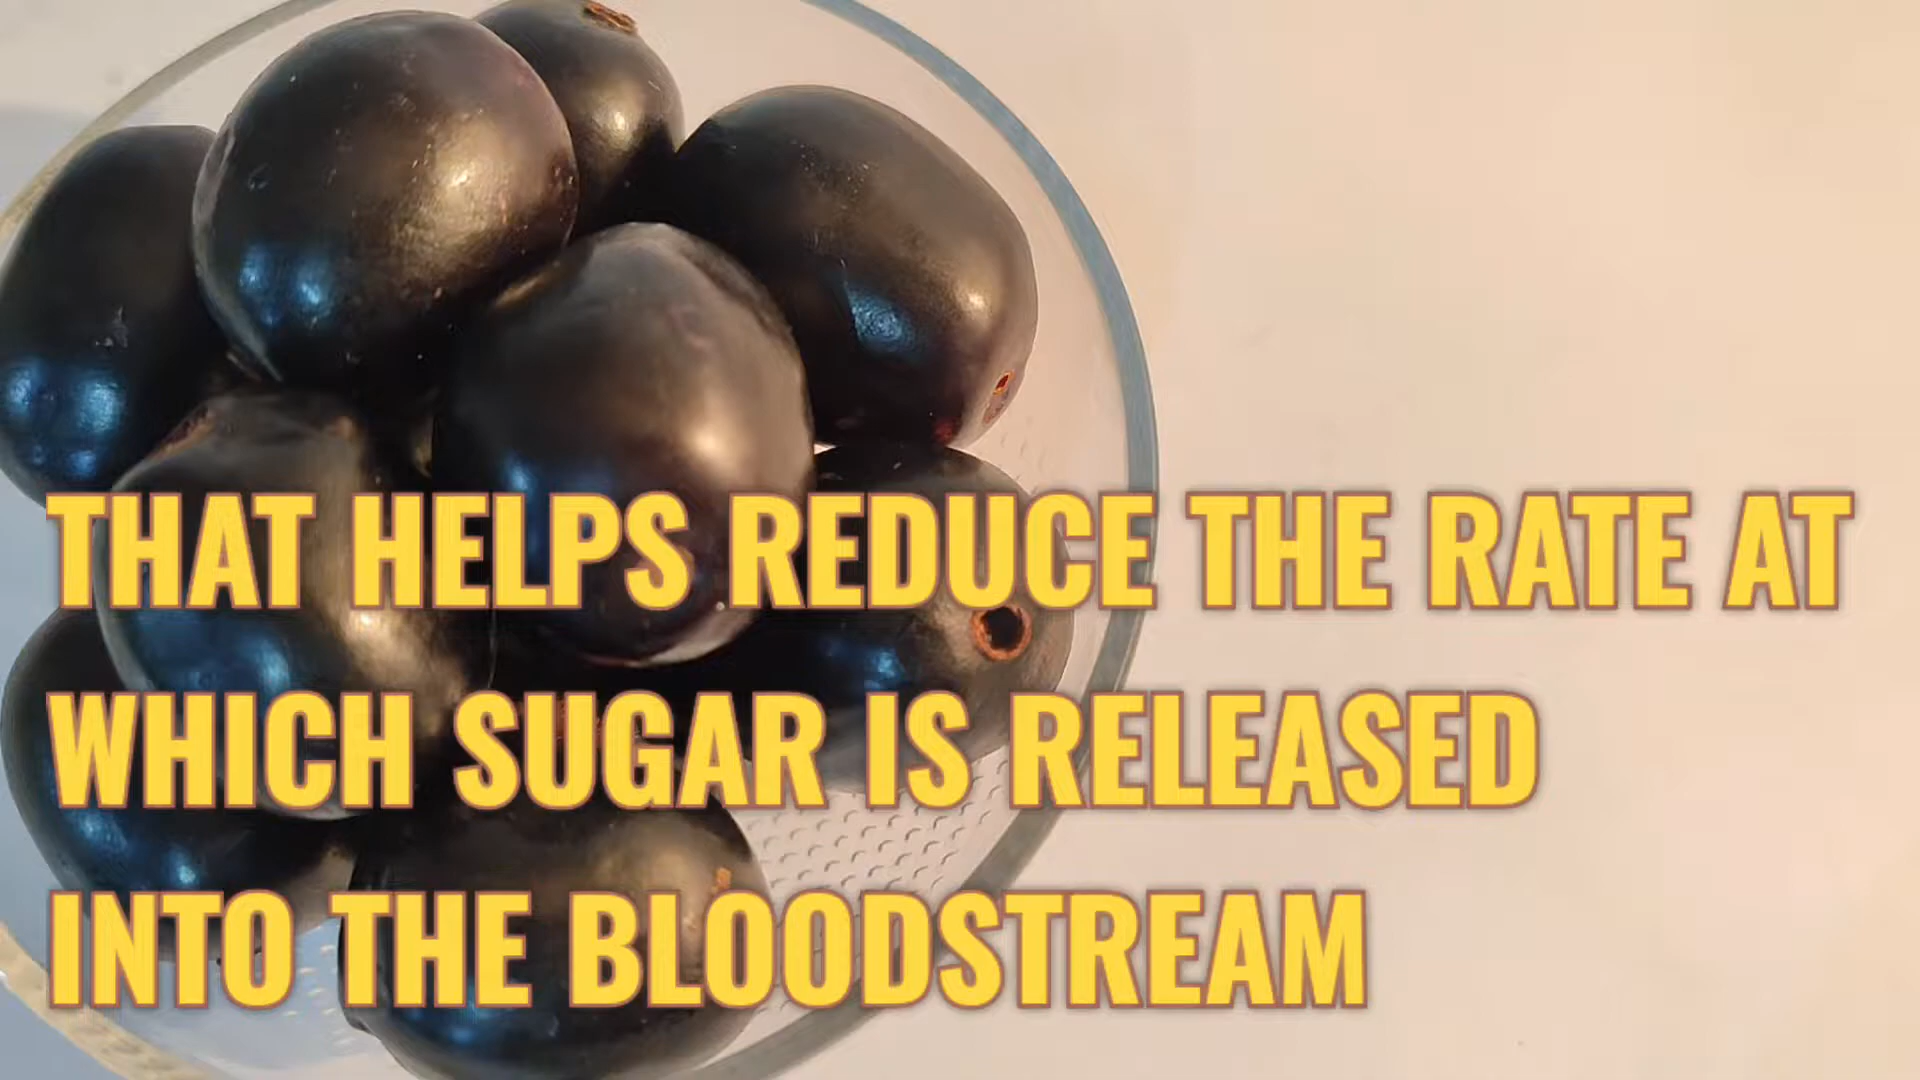 THAT HELPS REDUCE THE RATE AT
WHICH SUGAR IS RELEASED
INTO THE BLOODSTREAM